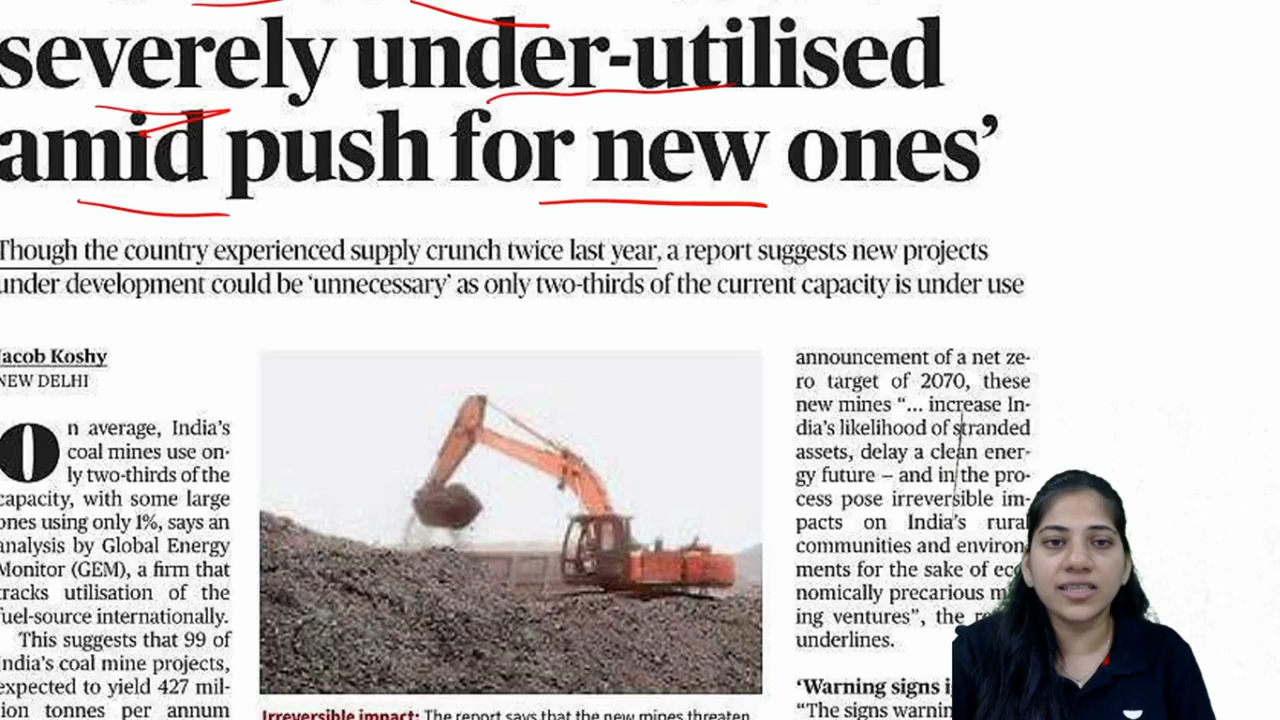 severely under-utilised
amid push for new ones’
Though the country experienced supply crunch twice last year, a report suggests new projects
under development could be ‘unnecessary’ as only two-thirds of the current capacity is under use
Jacob Koshy
NEW DELHI
On average, India’s
coal mines use on-
ly two-thirds of the
capacity, with some large
ones using only 1%, says an
analysis by Global Energy
Monitor (GEM), a firm that
tracks utilisation of the
fuel-source internationally.
This suggests that 99 of
India’s coal mine projects,
expected to yield 427 mil-
lion tonnes per annum
Irreversible impact: The report says that the new mines threaten
announcement of a net ze-
ro target of 2070, these
new mines “... increase In-
dia’s likelihood of stranded
assets, delay a clean ener-
gy future – and in the pro-
cess pose irreversible im-
pacts on India’s rural
communities and environ
ments for the sake of
nomically precarious
ing ventures”, the
underlines.
‘Warning signs
“The signs